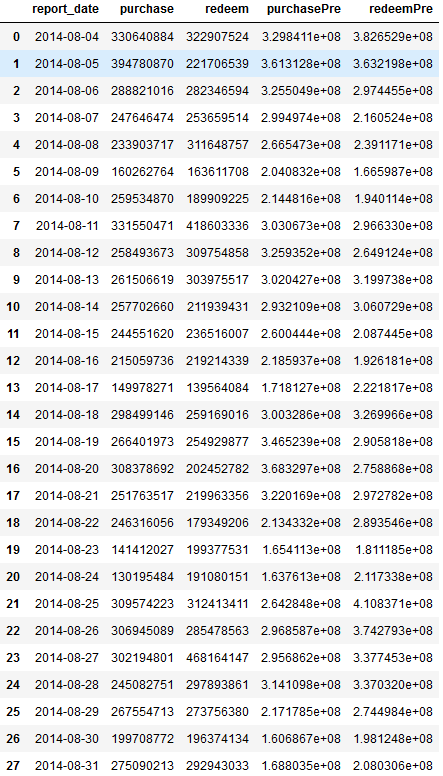 report_date purchase redeem purchasePre redeemPre
0 2014-08-04 330640884 322907524 3.298411e+08 3.826529e+08
1 2014-08-05 394780870 221706539 3.613128e+08 3.632198e+08
2 2014-08-06 288821016 282346594 3.255049e+08 2.974455e+08
3 2014-08-07 247646474 253659514 2.994974e+08 2.160524e+08
4 2014-08-08 233903717 311648757 2.665473e+08 2.391171e+08
5 2014-08-09 160262764 163611708 2.040832e+08 1.665987e+08
6 2014-08-10 259534870 189909225 2.144816e+08 1.940114e+08
7 2014-08-11 331550471 418603336 3.030673e+08 2.966330e+08
8 2014-08-12 258493673 309754858 3.259352e+08 2.649124e+08
9 2014-08-13 261506619 303975517 3.020427e+08 3.199738e+08
10 2014-08-14 257702660 211939431 2.932109e+08 3.060729e+08
11 2014-08-15 244551620 236516007 2.600444e+08 2.087445e+08
12 2014-08-16 215059736 219214339 2.185937e+08 1.926181e+08
13 2014-08-17 149978271 139564084 1.718127e+08 2.221817e+08
14 2014-08-18 298499146 259169016 3.003286e+08 3.269966e+08
15 2014-08-19 266401973 254929877 3.465239e+08 2.905818e+08
16 2014-08-20 308378692 202452782 3.683297e+08 2.758868e+08
17 2014-08-21 251763517 219963356 3.220169e+08 2.972782e+08
18 2014-08-22 246316056 179349206 2.134332e+08 2.893546e+08
19 2014-08-23 141412027 199377531 1.654113e+08 1.811185e+08
20 2014-08-24 130195484 191080151 1.637613e+08 2.117338e+08
21 2014-08-25 309574223 312413411 2.642848e+08 4.108371e+08
22 2014-08-26 306945089 285478563 2.968587e+08 3.742793e+08
23 2014-08-27 302194801 468164147 2.956862e+08 3.377453e+08
24 2014-08-28 245082751 297893861 3.141098e+08 3.370320e+08
25 2014-08-29 267554713 273756380 2.171785e+08 2.744984e+08
26 2014-08-30 199708772 196374134 1.606867e+08 1.981248e+08
27 2014-08-31 275090213 292943033 1.688035e+08 2.080306e+08